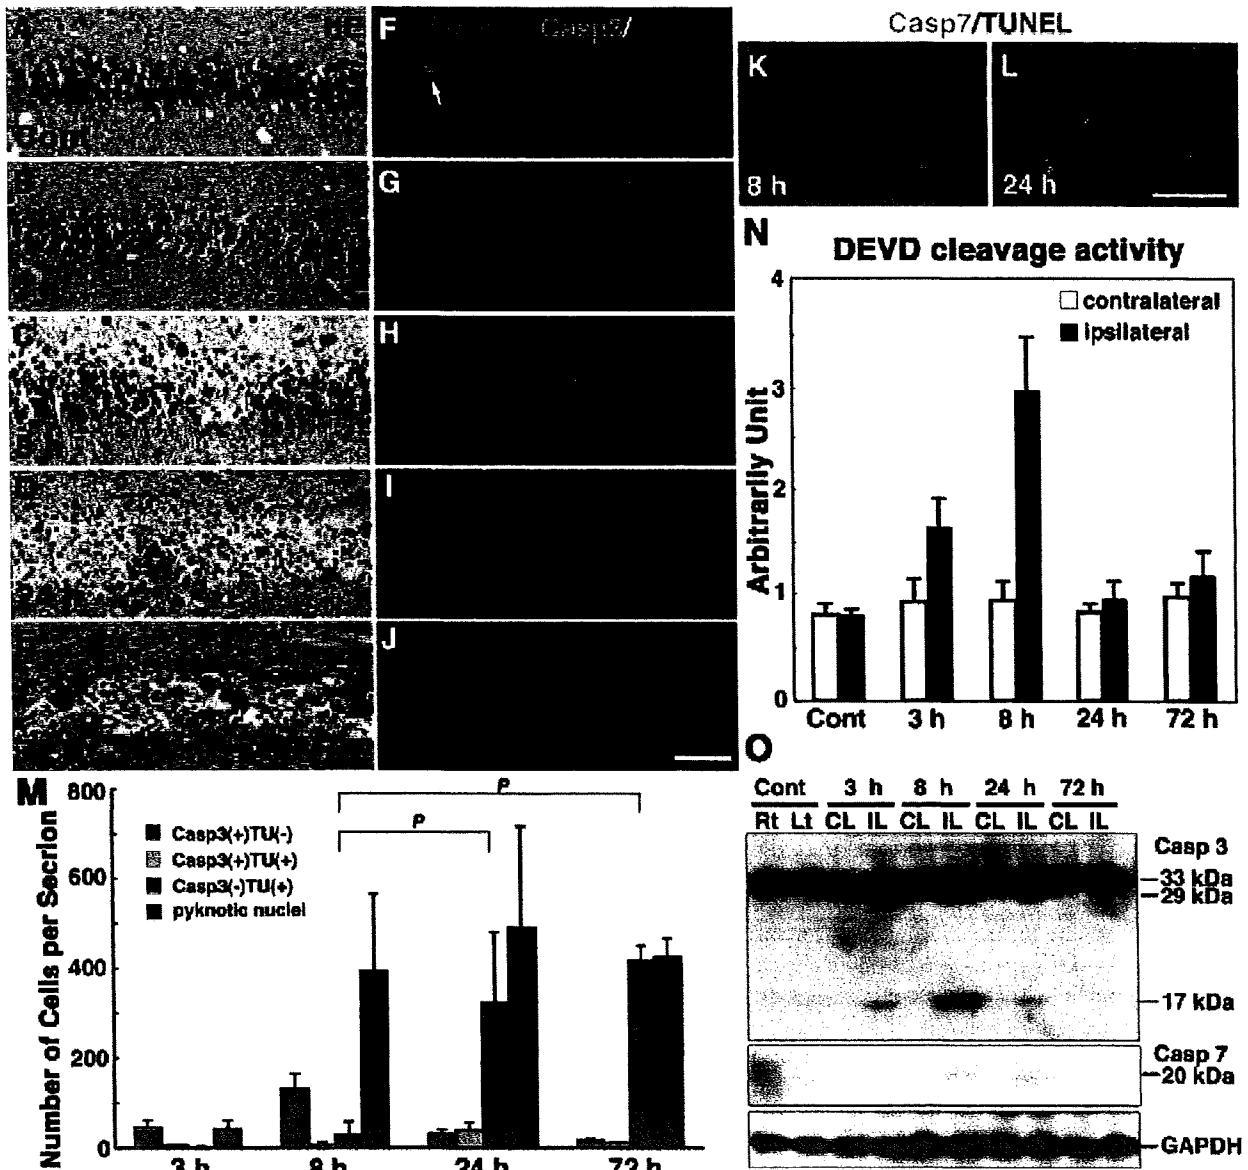 A
HE
Cont
F
Casp3/
G
C
H
I
J
Casp7/TUNEL
K
8 h
L
24 h
N
DEVD cleavage activity
contralateral
ipsilateral
Arbitrarily Unit
4
3
2
1
0
Cont 3 h 8 h 24 h 72 h
M
Number of Cells per Secrion
800
600
400
200
0
Casp3(+)TU(-)
Casp3(+)TU(+)
Casp3(-)TU(+)
pyknotic nuclei
P
P
3 h 8 h 24 h 72 h
O
Cont 3 h 8 h 24 h 72 h
Rt Lt CL IL CL IL CL IL CL IL
Casp 3
33 kDa
29 kDa
17 kDa
Casp 7
20 kDa
GAPDH